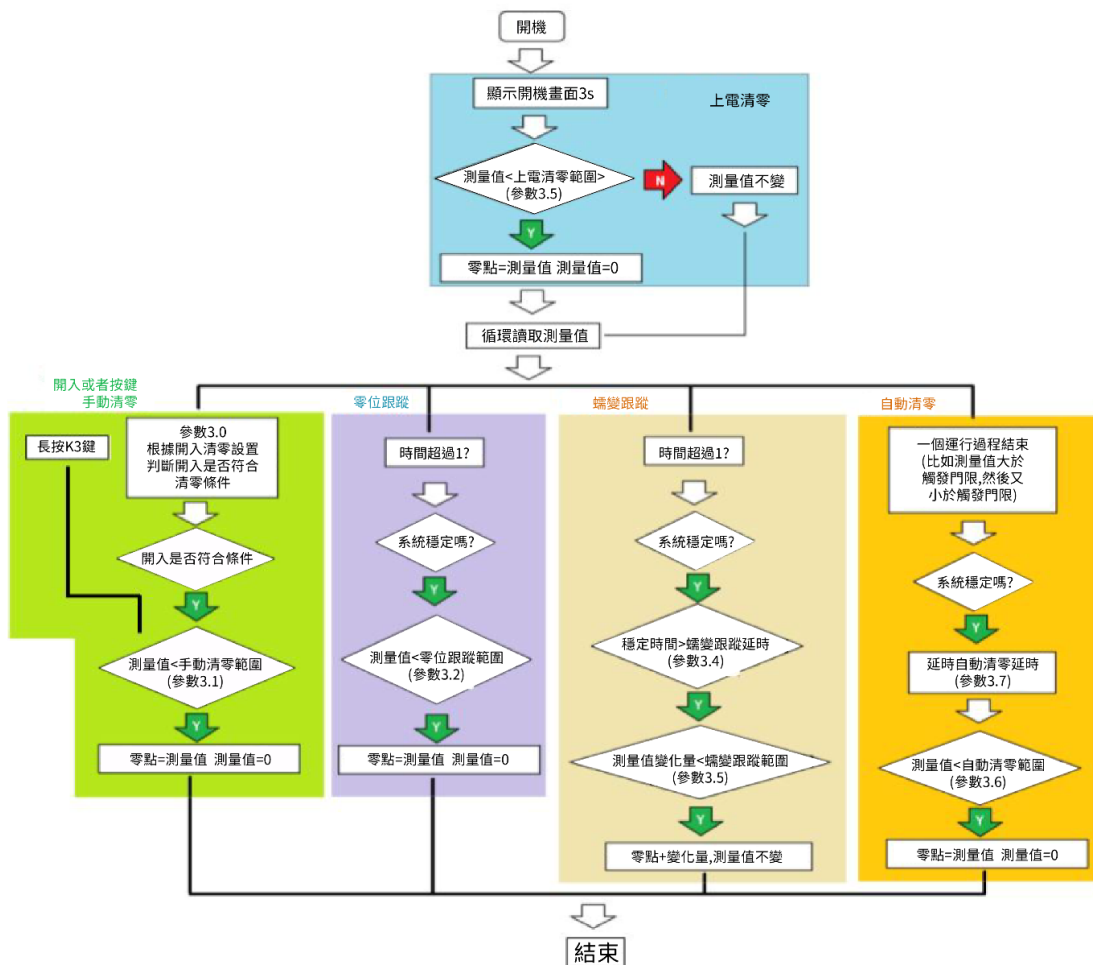 開機
顯示開機畫面3s
上電清零
測量值<上電清零範圍>
(參數3.5)
N
測量值不變
Y
零點=測量值 測量值=0
循環讀取測量值
開入或者按鍵
手動清零
長按K3鍵
參數3.0
根據開入清零設置
判斷開入是否符合
清零條件
開入是否符合條件
Y
測量值<手動清零範圍
(參數3.1)
Y
零點=測量值 測量值=0
零位跟蹤
時間超過1?
系統穩定嗎?
Y
測量值<零位跟蹤範圍
(參數3.2)
Y
零點=測量值 測量值=0
蠕變跟蹤
時間超過1?
系統穩定嗎?
Y
穩定時間>蠕變跟蹤延時
(參數3.4)
Y
測量值變化量<蠕變跟蹤範圍
(參數3.5)
Y
零點+變化量,測量值不變
自動清零
一個運行過程結束
(比如測量值大於
觸發門限,然後又
小於觸發門限)
系統穩定嗎?
Y
延時自動清零延時
(參數3.7)
測量值<自動清零範圍
(參數3.6)
Y
零點=測量值 測量值=0
結束